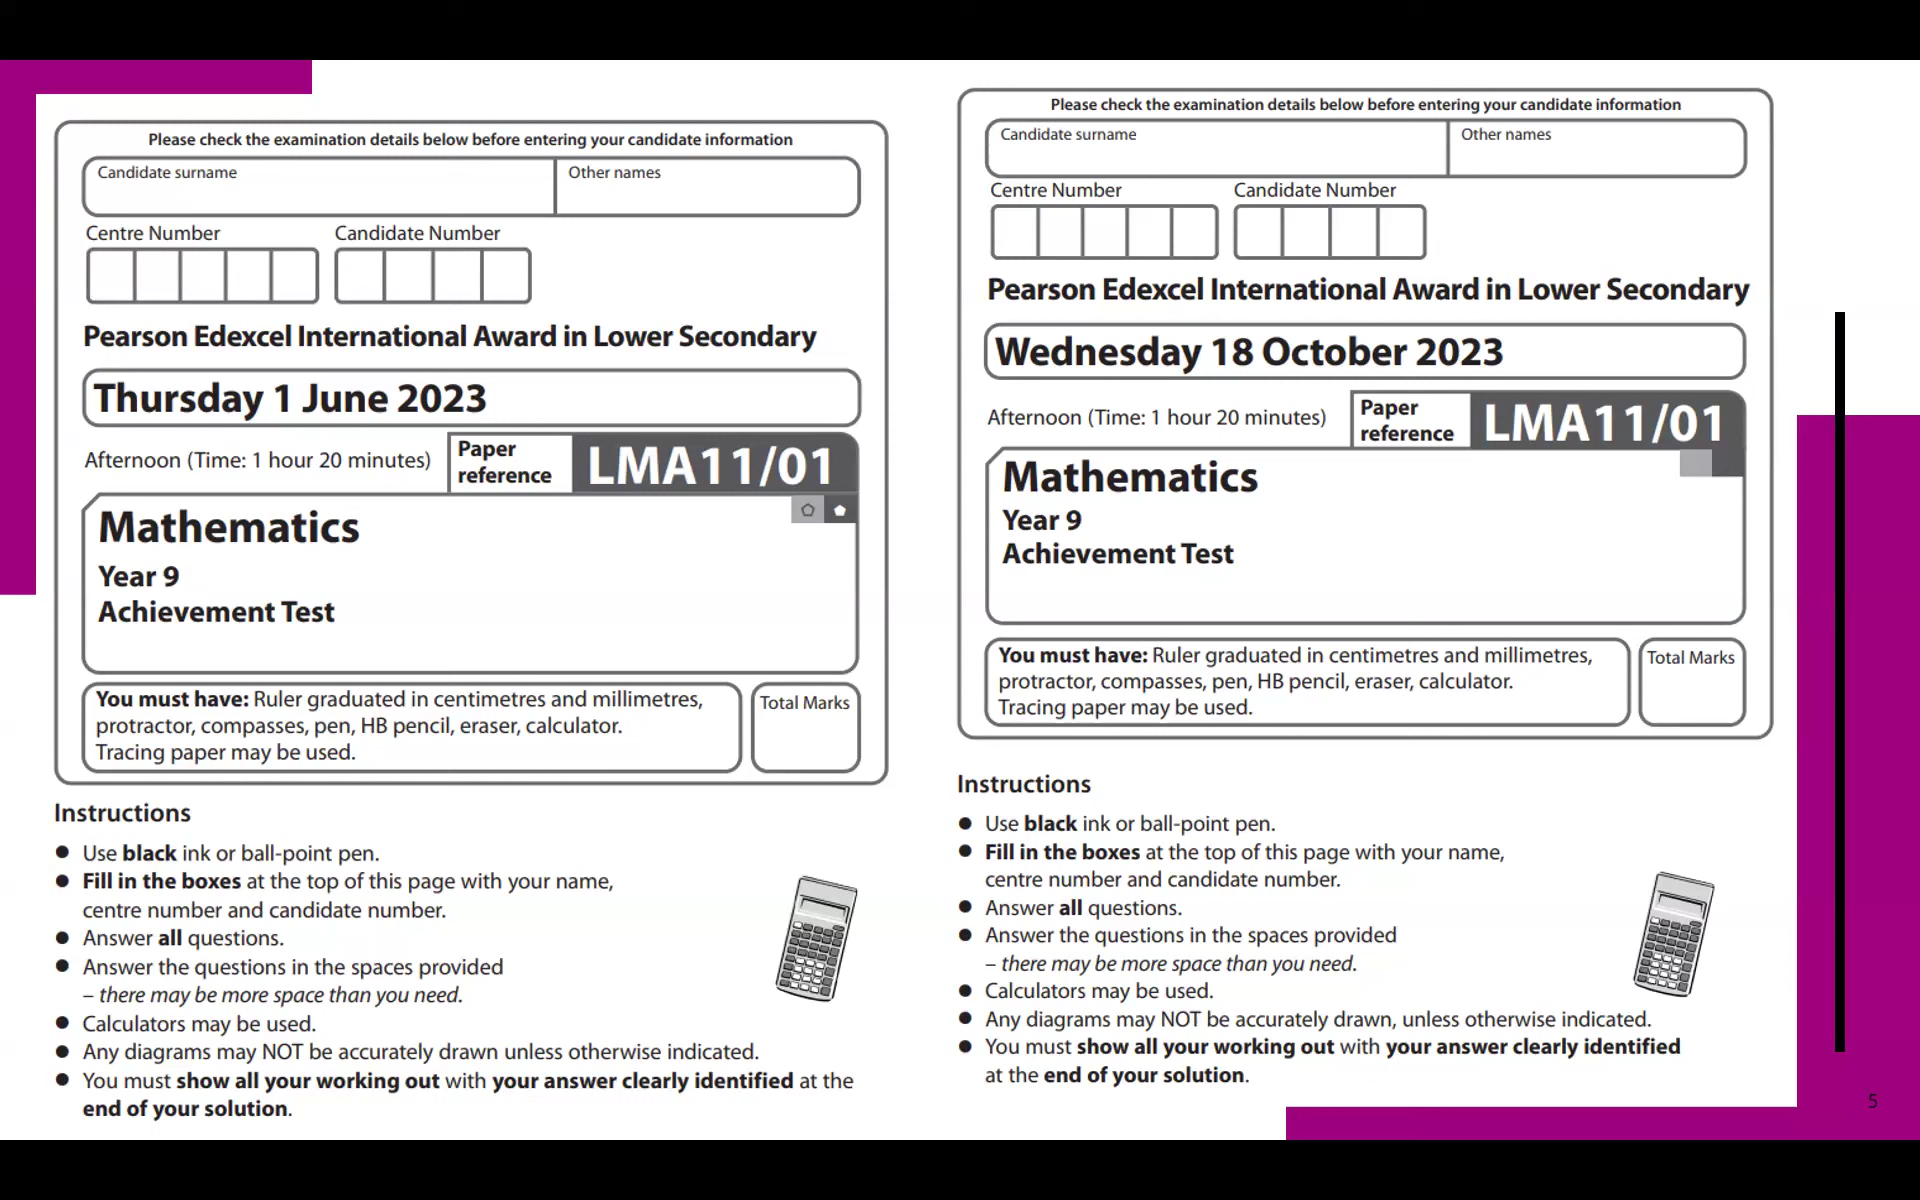 Please check the examination details below before entering your candidate information
Candidate surname
Other names
Centre Number
Candidate Number
Pearson Edexcel International Award in Lower Secondary
Thursday 1 June 2023
Afternoon (Time: 1 hour 20 minutes)
Paper
reference
LMA11/01
Mathematics
Year 9
Achievement Test
You must have: Ruler graduated in centimetres and millimetres,
protractor, compasses, pen, HB pencil, eraser, calculator.
Tracing paper may be used.
Total Marks
Instructions
● Use black ink or ball-point pen.
● Fill in the boxes at the top of this page with your name,
centre number and candidate number.
● Answer all questions.
● Answer the questions in the spaces provided
– there may be more space than you need.
● Calculators may be used.
● Any diagrams may NOT be accurately drawn unless otherwise indicated.
● You must show all your working out with your answer clearly identified at the
end of your solution.
Please check the examination details below before entering your candidate information
Candidate surname
Other names
Centre Number
Candidate Number
Pearson Edexcel International Award in Lower Secondary
Wednesday 18 October 2023
Afternoon (Time: 1 hour 20 minutes)
Paper
reference
LMA11/01
Mathematics
Year 9
Achievement Test
You must have: Ruler graduated in centimetres and millimetres,
protractor, compasses, pen, HB pencil, eraser, calculator.
Tracing paper may be used.
Total Marks
Instructions
● Use black ink or ball-point pen.
● Fill in the boxes at the top of this page with your name,
centre number and candidate number.
● Answer all questions.
● Answer the questions in the spaces provided
– there may be more space than you need.
● Calculators may be used.
● Any diagrams may NOT be accurately drawn, unless otherwise indicated.
● You must show all your working out with your answer clearly identified
at the end of your solution.
5